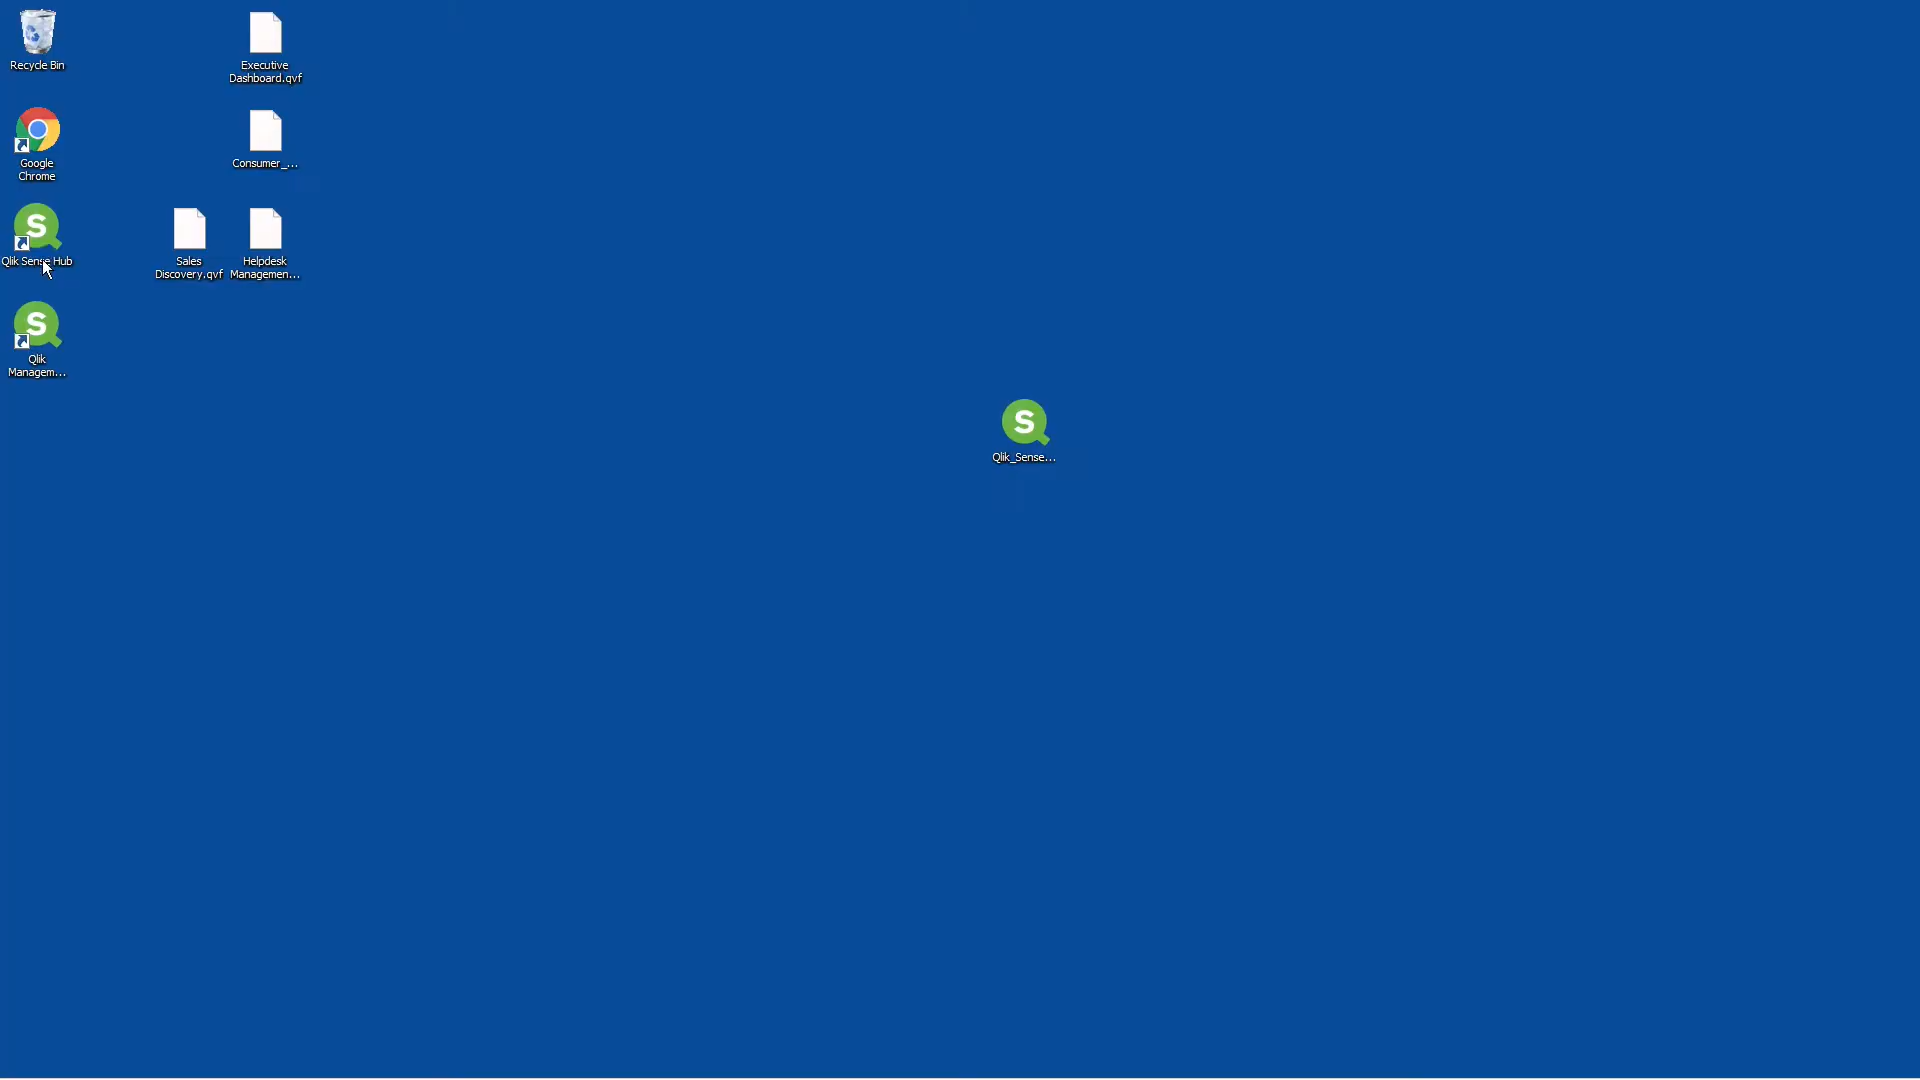 Recycle Bin
Executive
Dashboard.qvf
Google
Chrome
Consumer_...
S
Qlik Sense Hub
Sales
Discovery.qvf
Helpdesk
Managemen...
S
Qlik
Managem...
S
Qlik_Sense...